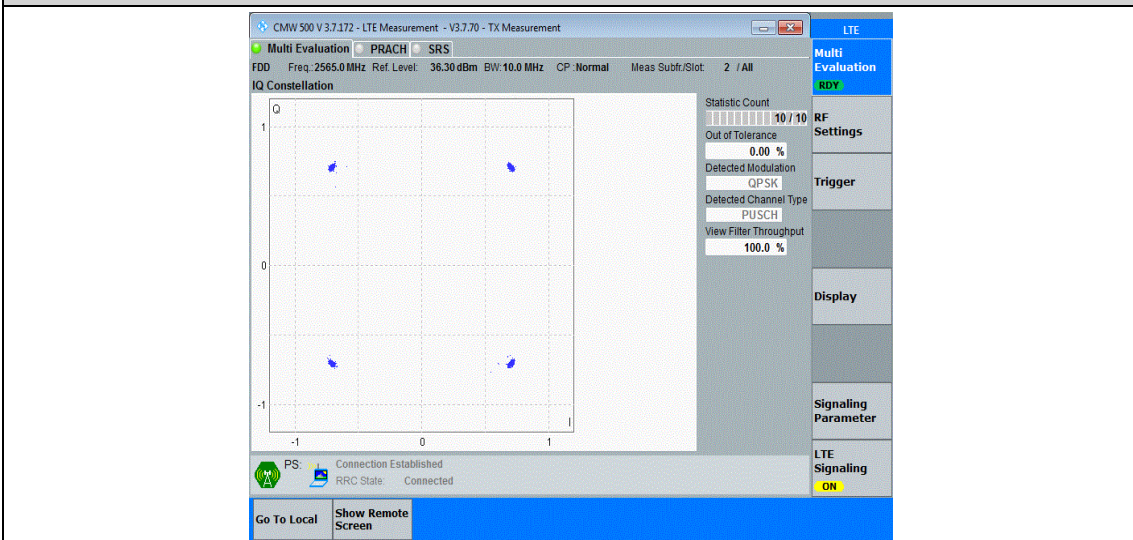 CMW 500 V 3.7.172 - LTE Measurement - V3.7.70 - TX Measurement
LTE
Multi Evaluation PRACH SRS
FDD Freq.:2565.0 MHz Ref. Level: 36.30 dBm BW:10.0 MHz CP :Normal Meas Subfr./Slot: 2 / All
IQ Constellation
Q
1
0
-1
-1 0 1
I
Statistic Count
10 / 10
Out of Tolerance
0.00 %
Detected Modulation
QPSK
Detected Channel Type
PUSCH
View Filter Throughput
100.0 %
Multi
Evaluation
RDY
RF
Settings
Trigger
Display
Signaling
Parameter
LTE
Signaling
ON
PS: Connection Established
RRC State: Connected
Go To Local
Show Remote
Screen